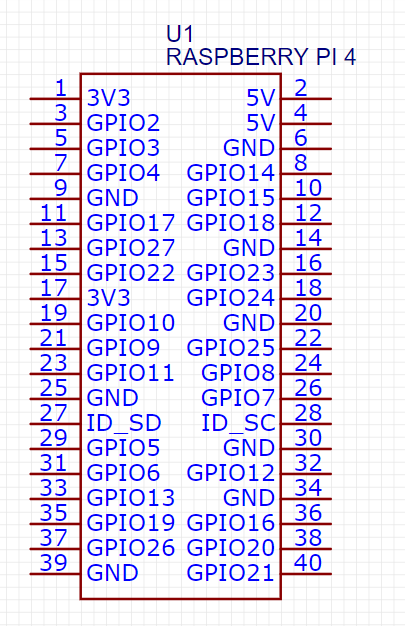 U1
RASPBERRY PI 4
1 3V3 5V 2
3 GPIO2 5V 4
5 GPIO3 GND 6
7 GPIO4 GPIO14 8
9 GND GPIO15 10
11 GPIO17 GPIO18 12
13 GPIO27 GND 14
15 GPIO22 GPIO23 16
17 3V3 GPIO24 18
19 GPIO10 GND 20
21 GPIO9 GPIO25 22
23 GPIO11 GPIO8 24
25 GND GPIO7 26
27 ID_SD ID_SC 28
29 GPIO5 GND 30
31 GPIO6 GPIO12 32
33 GPIO13 GND 34
35 GPIO19 GPIO16 36
37 GPIO26 GPIO20 38
39 GND GPIO21 40